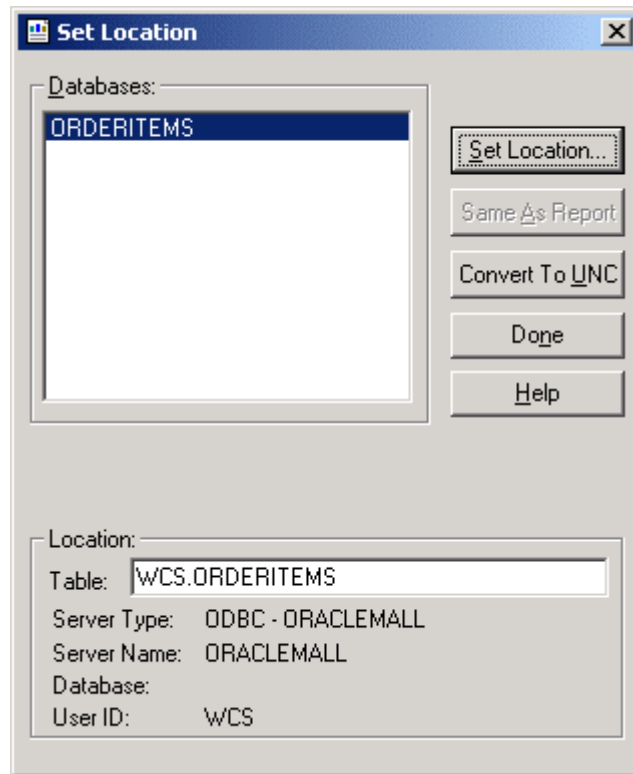 Set Location
Databases:
ORDERITEMS
Set Location...
Same As Report
Convert To UNC
Done
Help
Location:
Table: WCS.ORDERITEMS
Server Type: ODBC - ORACLEMALL
Server Name: ORACLEMALL
Database:
User ID: WCS